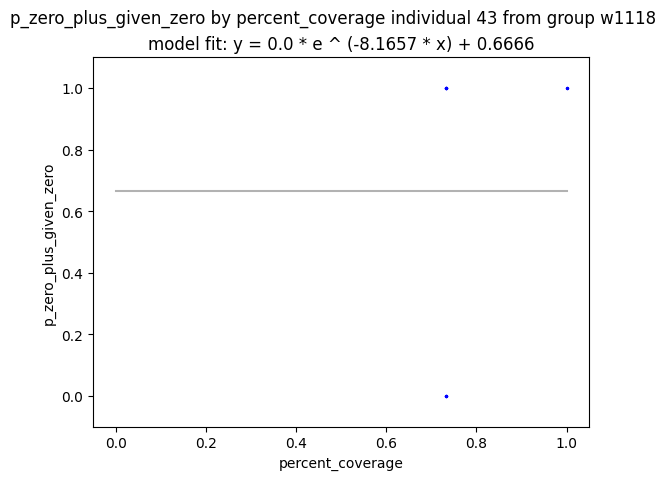 p_zero_plus_given_zero by percent_coverage individual 43 from group w1118
model fit: y = 0.0 * e ^ (-8.1657 * x) + 0.6666
1.0
0.8
0.6
0.4
0.2
0.0
p_zero_plus_given_zero
0.0 0.2 0.4 0.6 0.8 1.0
percent_coverage